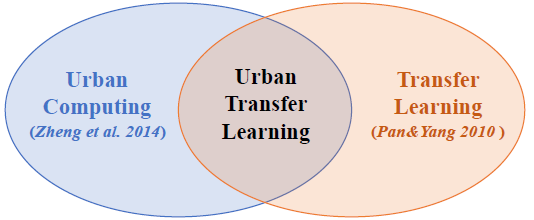 Urban
Computing
(Zheng et al. 2014)
Urban
Transfer
Learning
Transfer
Learning
(Pan&Yang 2010 )